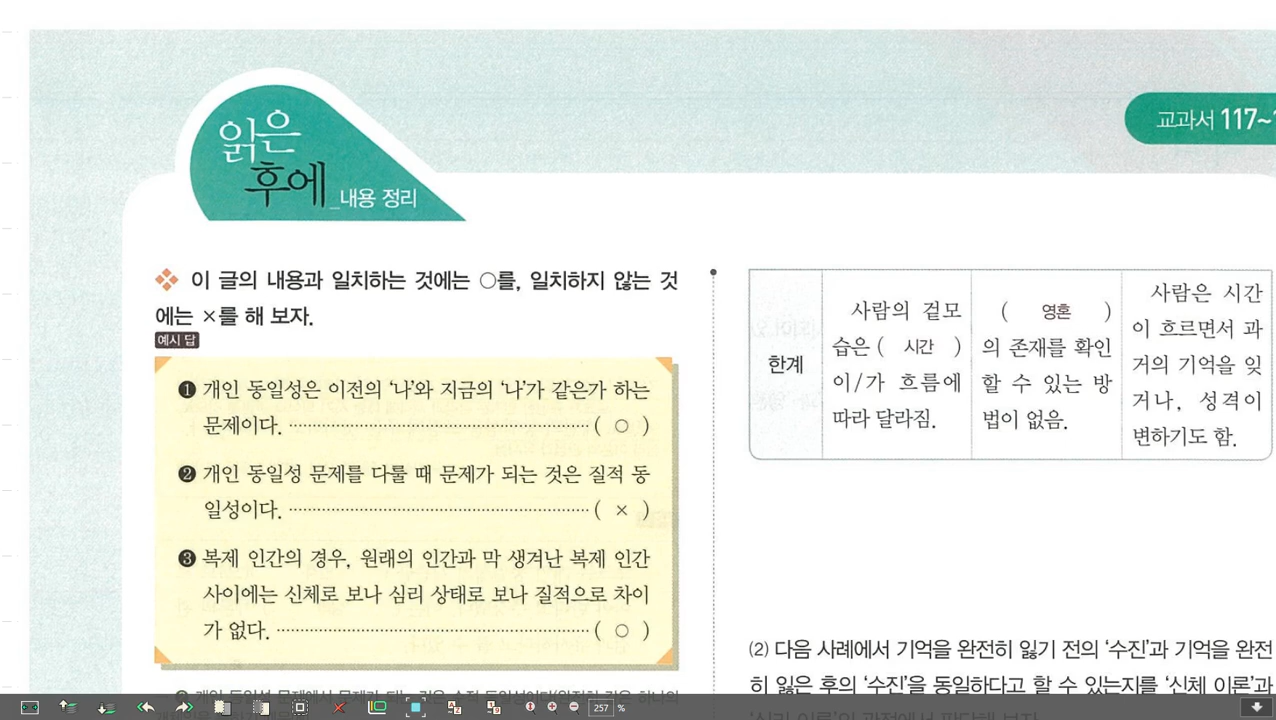 읽은
후에_내용 정리
교과서 117~
❖ 이 글의 내용과 일치하는 것에는 ○를, 일치하지 않는 것
에는 ×를 해 보자.
예시 답
❶ 개인 동일성은 이전의 '나'와 지금의 '나'가 같은가 하는
문제이다. ( ○ )
❷ 개인 동일성 문제를 다룰 때 문제가 되는 것은 질적 동
일성이다. ( × )
❸ 복제 인간의 경우, 원래의 인간과 막 생겨난 복제 인간
사이에는 신체로 보나 심리 상태로 보나 질적으로 차이
가 없다. ( ○ )
한계
사람의 겉모
습은 ( 시간 )
이/가 흐름에
따라 달라짐.
( 영혼 )
의 존재를 확인
할 수 있는 방
법이 없음.
사람은 시간
이 흐르면서 과
거의 기억을 잊
거나, 성격이
변하기도 함.
(2) 다음 사례에서 기억을 완전히 잃기 전의 '수진'과 기억을 완전
히 잃은 후의 '수진'을 동일하다고 할 수 있는지를 '신체 이론'과
257 %